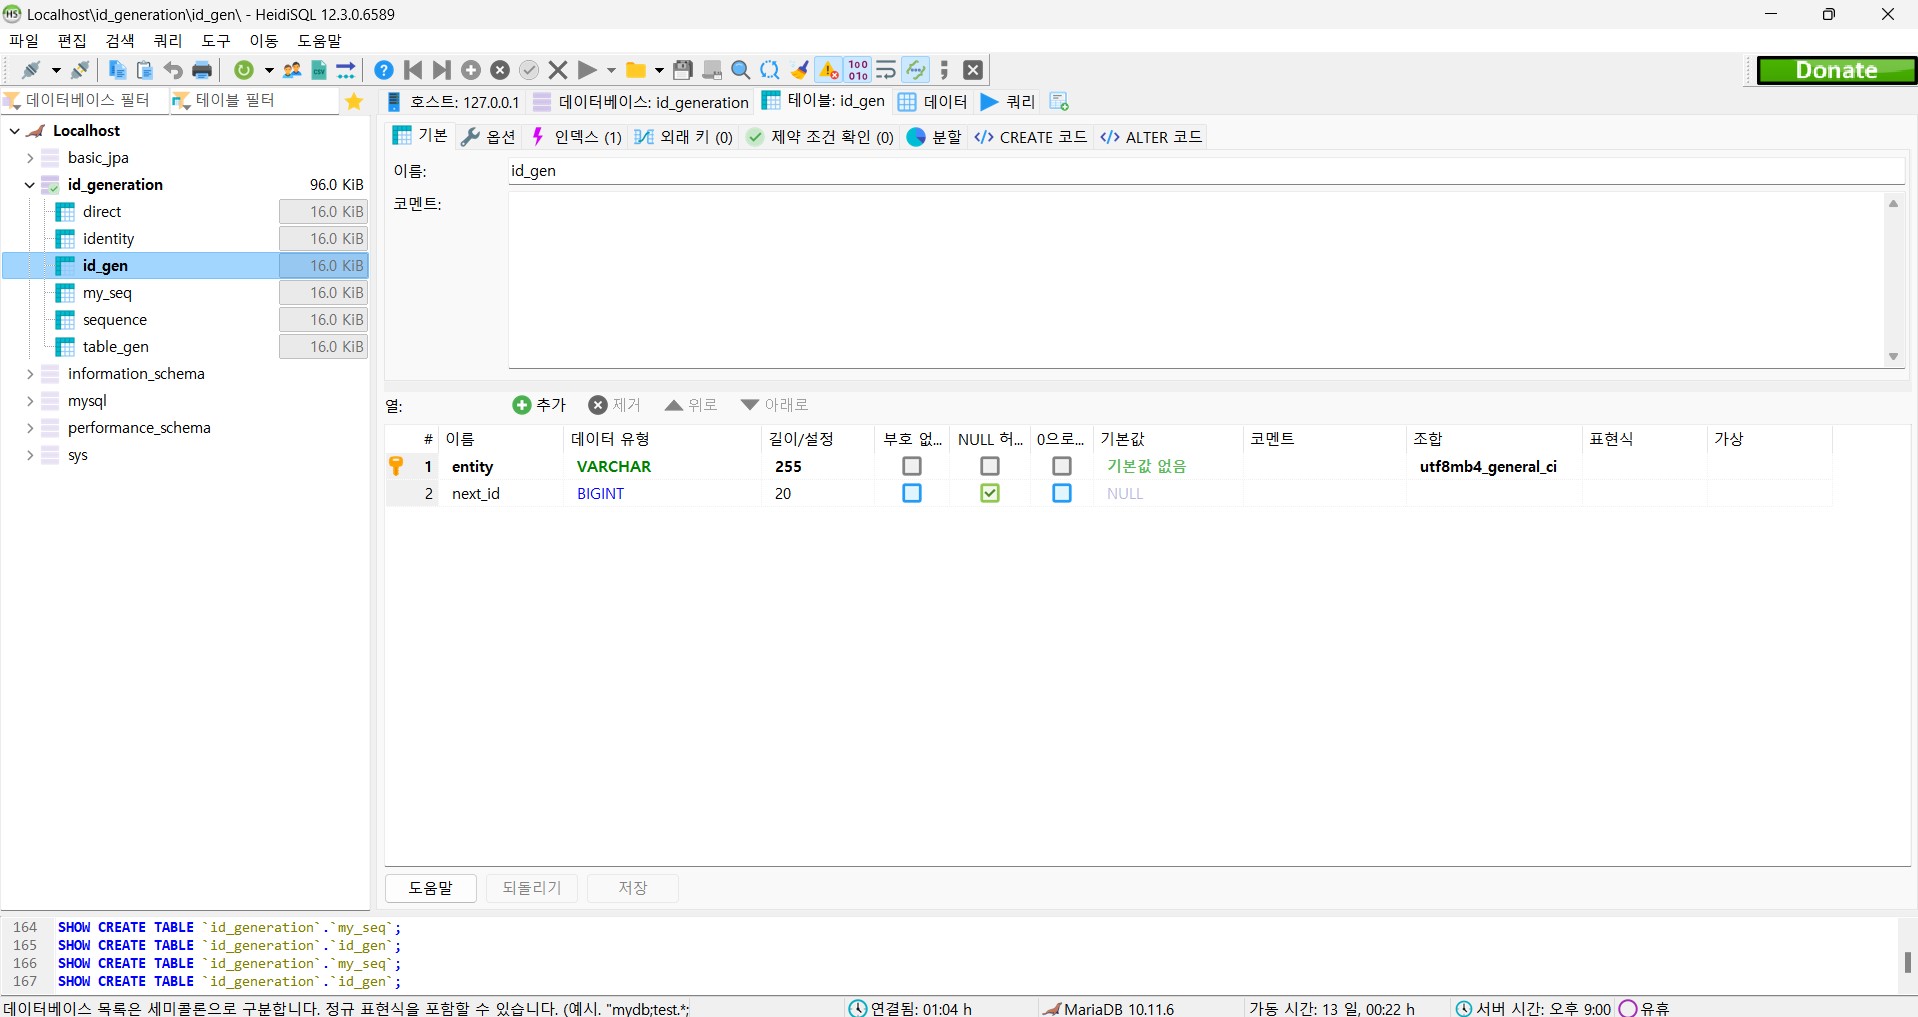 Localhost\id_generation\id_gen\ - HeidiSQL 12.3.0.6589
파일 편집 검색 쿼리 도구 이동 도움말
Donate
데이터베이스 필터 테이블 필터
호스트: 127.0.0.1 데이터베이스: id_generation 테이블: id_gen 데이터 쿼리
Localhost
basic_jpa
id_generation 96.0 KiB
direct 16.0 KiB
identity 16.0 KiB
id_gen 16.0 KiB
my_seq 16.0 KiB
sequence 16.0 KiB
table_gen 16.0 KiB
information_schema
mysql
performance_schema
sys
기본 옵션 인덱스 (1) 외래 키 (0) 제약 조건 확인 (0) 분할 </> CREATE 코드 </> ALTER 코드
이름: id_gen
코멘트:
열: 추가 제거 위로 아래로
# 이름 데이터 유형 길이/설정 부호 없... NULL 허... 0으로... 기본값 코멘트 조합 표현식 가상
1 entity VARCHAR 255 기본값 없음 utf8mb4_general_ci
2 next_id BIGINT 20 NULL
도움말 되돌리기 저장
164 SHOW CREATE TABLE `id_generation`.`my_seq`;
165 SHOW CREATE TABLE `id_generation`.`id_gen`;
166 SHOW CREATE TABLE `id_generation`.`my_seq`;
167 SHOW CREATE TABLE `id_generation`.`id_gen`;
데이터베이스 목록은 세미콜론으로 구분합니다. 정규 표현식을 포함할 수 있습니다. (예시. "mydb;test.*; 연결됨: 01:04 h MariaDB 10.11.6 가동 시간: 13 일, 00:22 h 서버 시간: 오후 9:00 유휴